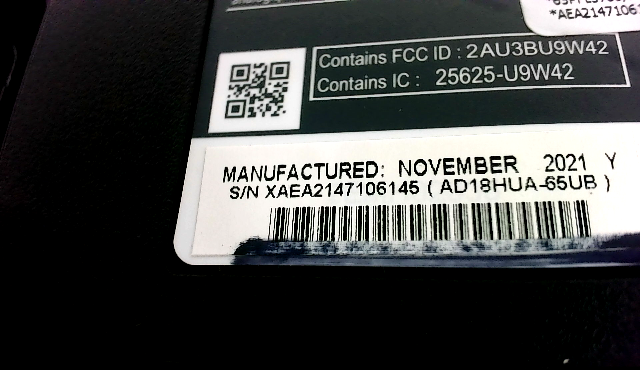 *AEA2147106
Contains FCC ID : 2AU3BU9W42
Contains IC : 25625-U9W42
MANUFACTURED: NOVEMBER 2021 Y
S/N XAEA2147106145 ( AD18HUA-65UB )